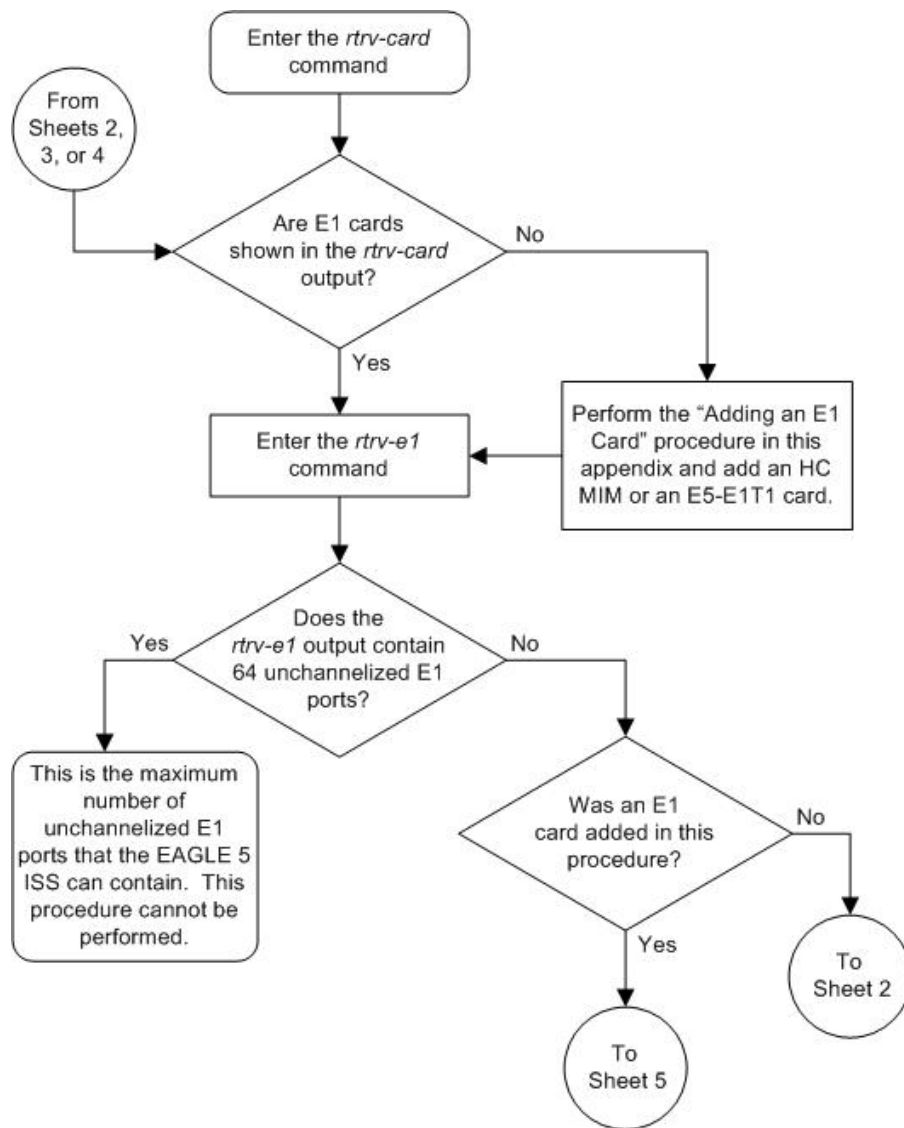 Enter the rtrv-card
command
From
Sheets 2,
3, or 4
Are E1 cards
shown in the rtrv-card
output?
No
Yes
Enter the rtrv-e1
command
Perform the “Adding an E1
Card” procedure in this
appendix and add an HC
MIM or an E5-E1T1 card.
Does the
rtrv-e1 output contain
64 unchannelized E1
ports?
Yes
No
This is the maximum
number of
unchannelized E1
ports that the EAGLE 5
ISS can contain.  This
procedure cannot be
performed.
Was an E1
card added in this
procedure?
No
Yes
To
Sheet 2
To
Sheet 5